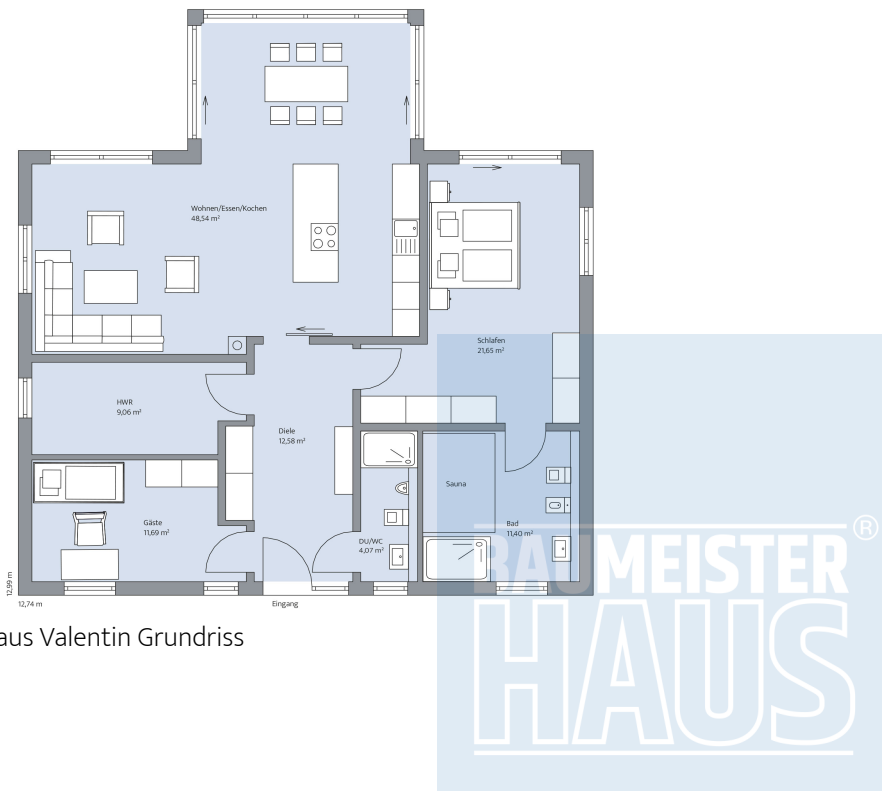 Wohnen/Essen/Kochen
48,54 m²
Schlafen
21,65 m²
HWR
9,06 m²
Diele
12,58 m²
Sauna
Gäste
11,69 m²
DU/WC
4,07 m²
Bad
11,40 m²
12,99 m
12,74 m
Eingang
aus Valentin Grundriss
BAUMEISTER®
HAUS